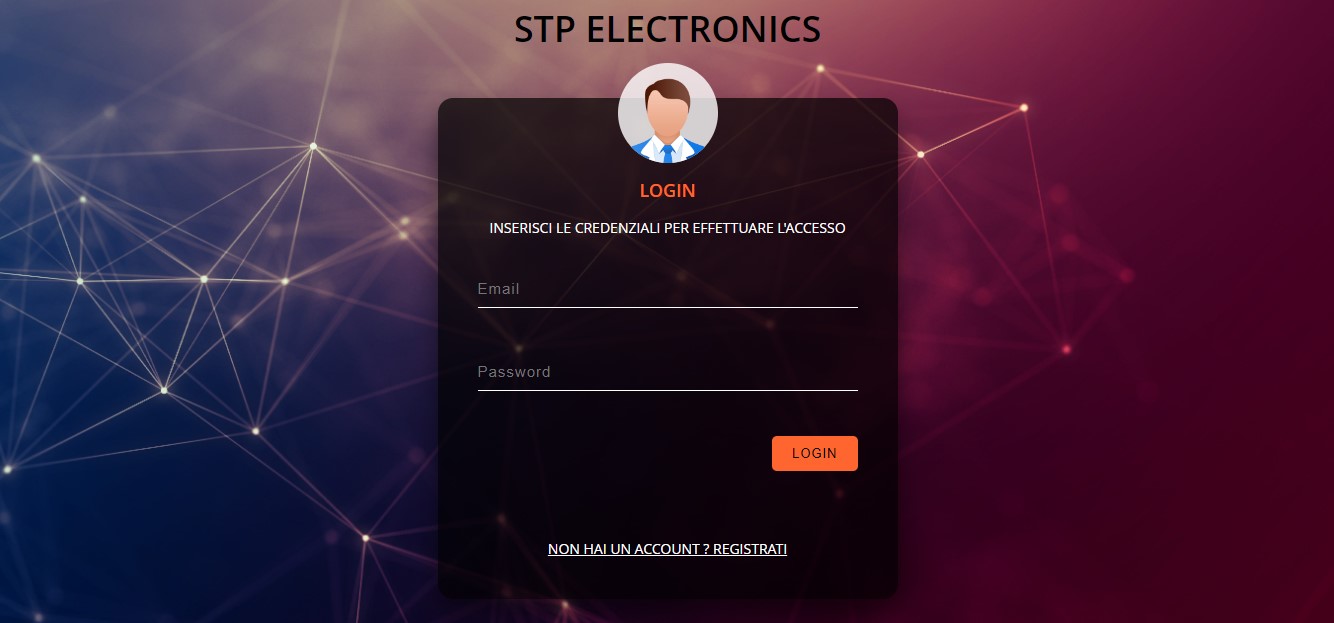 STP ELECTRONICS
LOGIN
INSERISCI LE CREDENZIALI PER EFFETTUARE L'ACCESSO
Email
Password
LOGIN
NON HAI UN ACCOUNT ? REGISTRATI